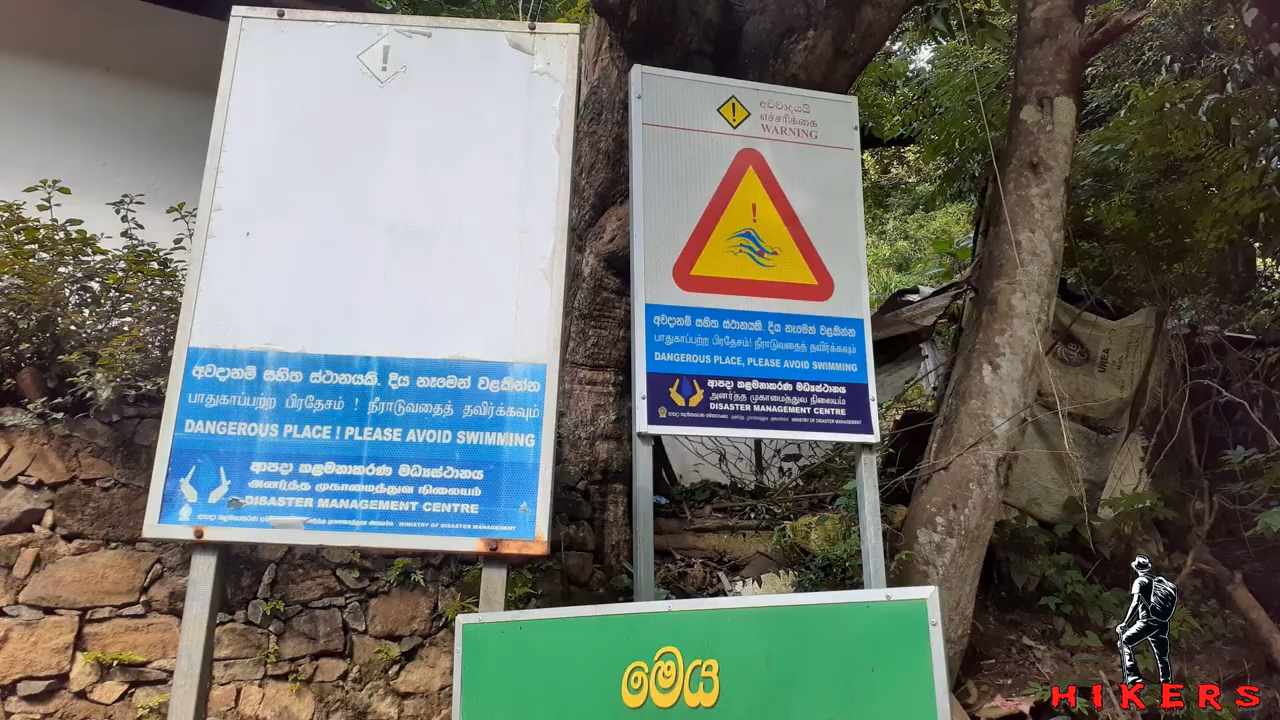 අවදානම් සහිත ස්ථානයකි. දිය නෑමෙන් වළකින්න
பாதுகாப்பற்ற பிரதேசம் ! நீராடுவதைத் தவிர்க்கவும்
DANGEROUS PLACE ! PLEASE AVOID SWIMMING
ආපදා කළමනාකරණ මධ්‍යස්ථානය
அனர்த்த முகாமைத்துவ நிலையம்
DISASTER MANAGEMENT CENTRE
MINISTRY OF DISASTER MANAGEMENT
අවවාදයයි
எச்சரிக்கை
WARNING
අවදානම් සහිත ස්ථානයකි. දිය නෑමෙන් වළකින්න
பாதுகாப்பற்ற பிரதேசம்! நீராடுவதைத் தவிர்க்கவும்
DANGEROUS PLACE, PLEASE AVOID SWIMMING
ආපදා කළමනාකරණ මධ්‍යස්ථානය
அனர்த்த முகாமைத்துவ நிலையம்
DISASTER MANAGEMENT CENTRE
MINISTRY OF DISASTER MANAGEMENT
මෙය
UREA
HIKERS